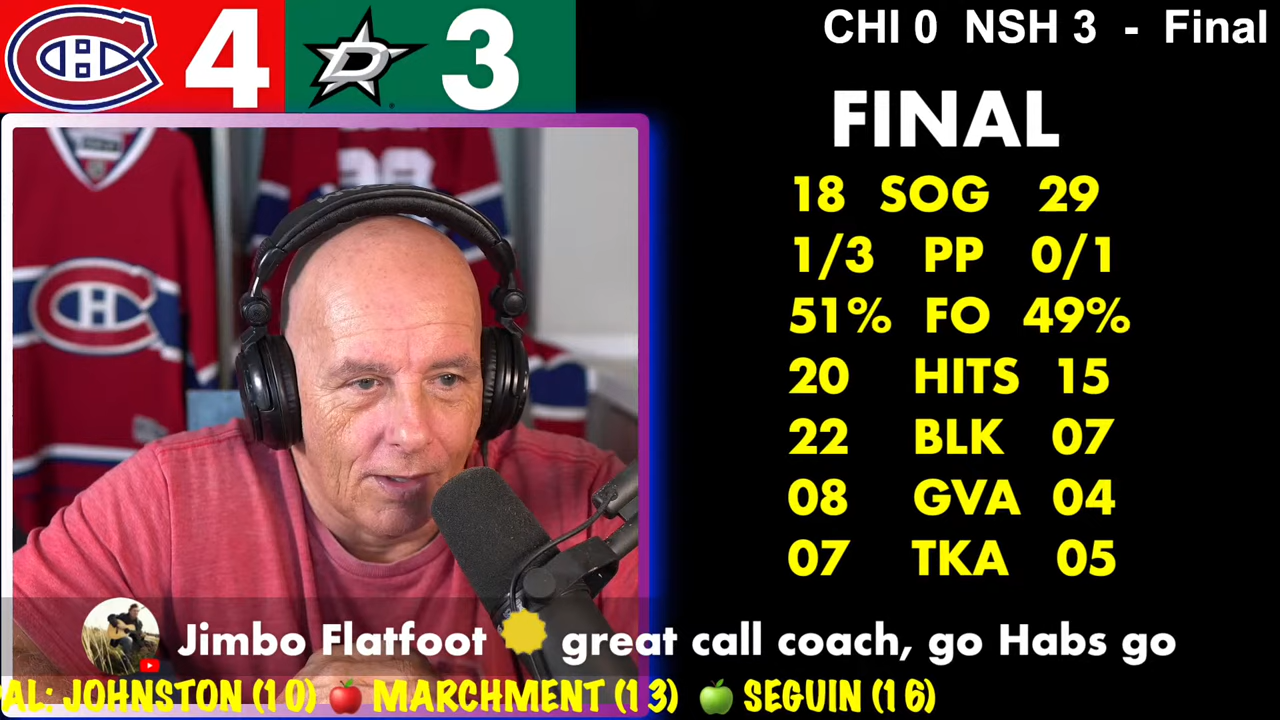 4 3
CHI 0 NSH 3 - Final
FINAL
18 SOG 29
1/3 PP 0/1
51% FO 49%
20 HITS 15
22 BLK 07
08 GVA 04
07 TKA 05
Jimbo Flatfoot great call coach, go Habs go
AL: JOHNSTON (10) MARCHMENT (13) SEGUIN (16)